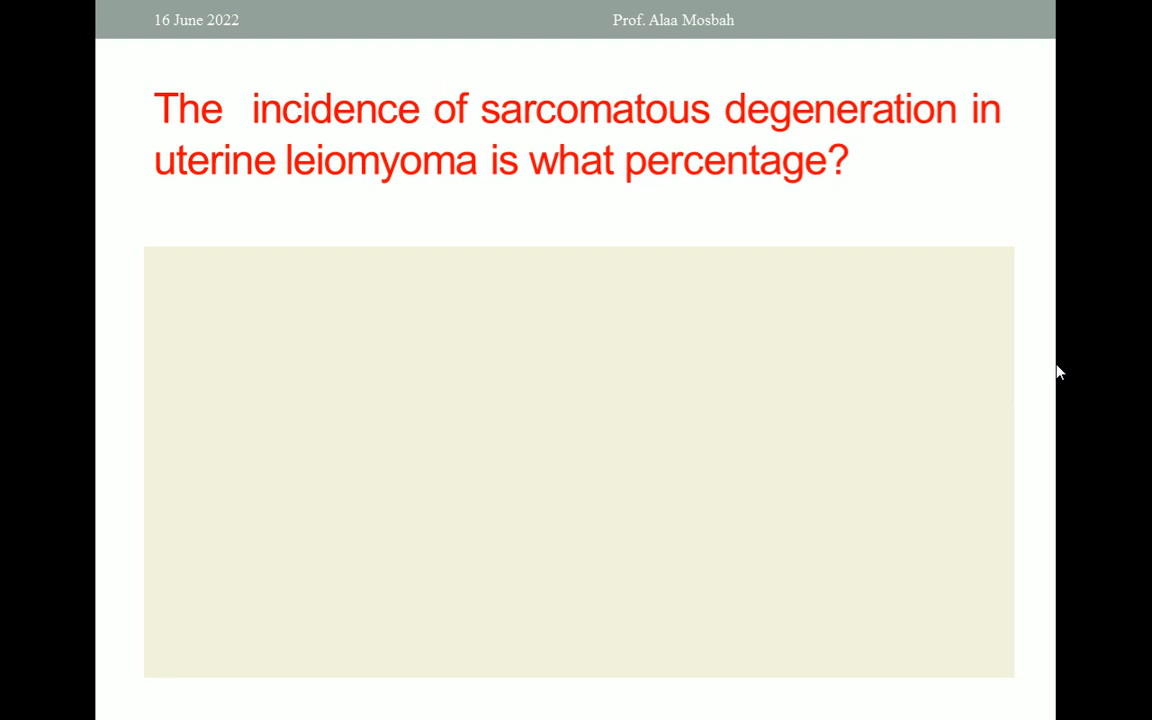 16 June 2022
Prof. Alaa Mosbah
The incidence of sarcomatous degeneration in
uterine leiomyoma is what percentage?